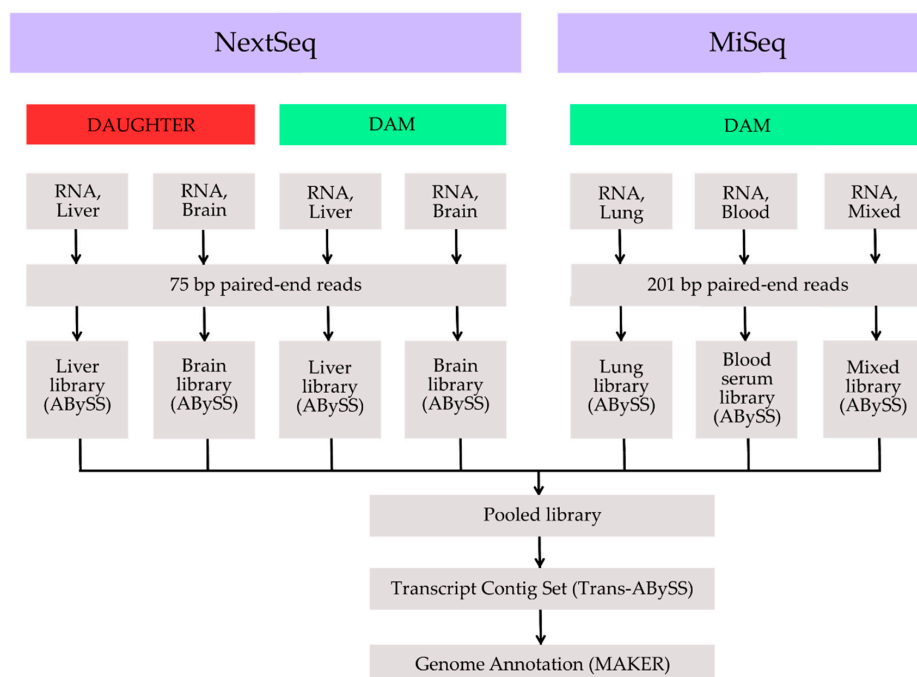 NextSeq
MiSeq
DAUGHTER
DAM
DAM
RNA,
Liver
RNA,
Brain
RNA,
Liver
RNA,
Brain
RNA,
Lung
RNA,
Blood
RNA,
Mixed
75 bp paired-end reads
201 bp paired-end reads
Liver
library
(ABySS)
Brain
library
(ABySS)
Liver
library
(ABySS)
Brain
library
(ABySS)
Lung
library
(ABySS)
Blood
serum
library
(ABySS)
Mixed
library
(ABySS)
Pooled library
Transcript Contig Set (Trans-ABySS)
Genome Annotation (MAKER)